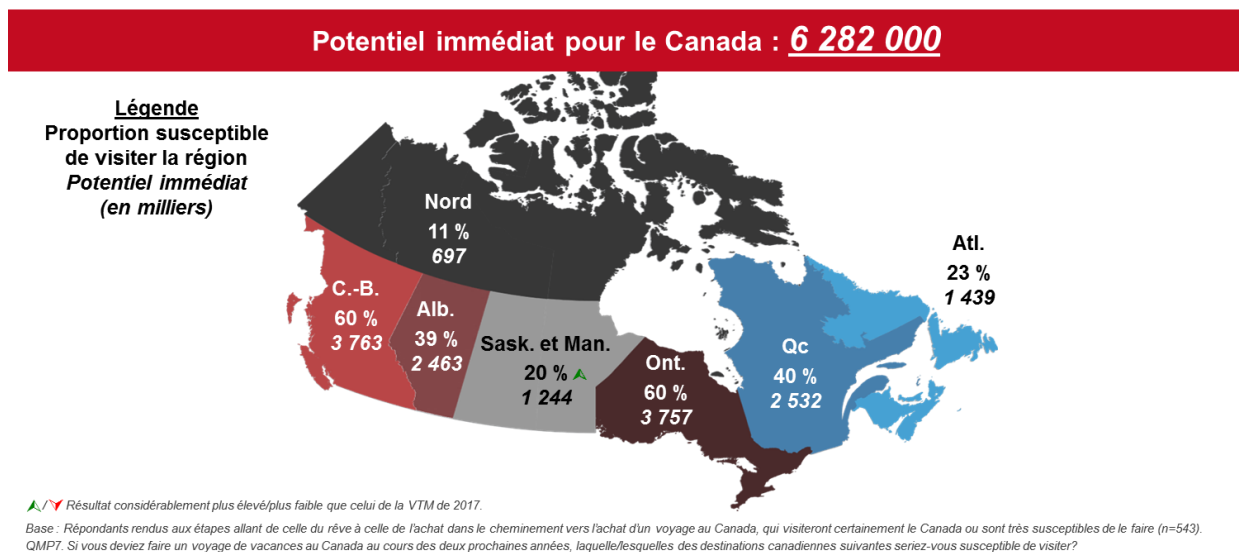 Potentiel immédiat pour le Canada : 6 282 000
Légende
Proportion susceptible
de visiter la région
Potentiel immédiat
(en milliers)
Nord
11 %
697
Atl.
23 %
1 439
C.-B.
60 %
3 763
Alb.
39 %
2 463
Sask. et Man.
20 %
1 244
Ont.
60 %
3 757
Qc
40 %
2 532
/ Résultat considérablement plus élevé/plus faible que celui de la VTM de 2017.
Base : Répondants rendus aux étapes allant de celle du rêve à celle de l'achat dans le cheminement vers l'achat d'un voyage au Canada, qui visiteront certainement le Canada ou sont très susceptibles de le faire (n=543).
QMP7. Si vous deviez faire un voyage de vacances au Canada au cours des deux prochaines années, laquelle/lesquelles des destinations canadiennes suivantes seriez-vous susceptible de visiter?